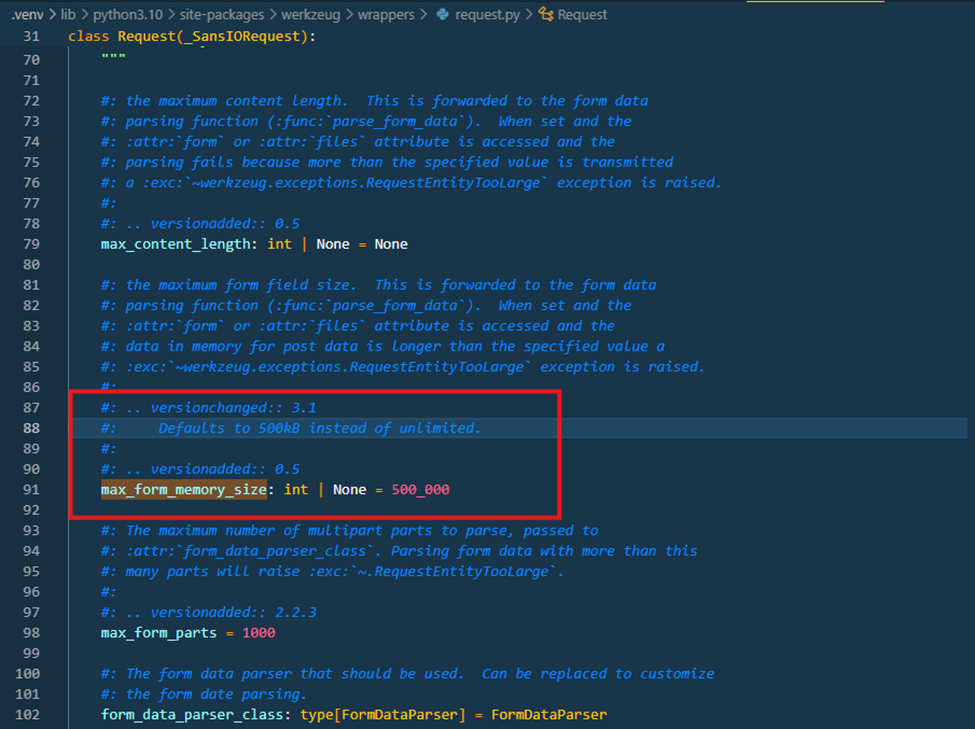 .venv > lib > python3.10 > site-packages > werkzeug > wrappers > request.py > Request
31 class Request(_SansIORequest):
70 """
71
72 #: the maximum content length.  This is forwarded to the form data
73 #: parsing function (:func:`parse_form_data`).  When set and the
74 #: :attr:`form` or :attr:`files` attribute is accessed and the
75 #: parsing fails because more than the specified value is transmitted
76 #: a :exc:`~werkzeug.exceptions.RequestEntityTooLarge` exception is raised.
77 #:
78 #: .. versionadded:: 0.5
79 max_content_length: int | None = None
80
81 #: the maximum form field size.  This is forwarded to the form data
82 #: parsing function (:func:`parse_form_data`).  When set and the
83 #: :attr:`form` or :attr:`files` attribute is accessed and the
84 #: data in memory for post data is longer than the specified value a
85 #: :exc:`~werkzeug.exceptions.RequestEntityTooLarge` exception is raised.
86 #:
87 #: .. versionchanged:: 3.1
88 #:     Defaults to 500kB instead of unlimited.
89 #:
90 #: .. versionadded:: 0.5
91 max_form_memory_size: int | None = 500_000
92
93 #: The maximum number of multipart parts to parse, passed to
94 #: :attr:`form_data_parser_class`. Parsing form data with more than this
95 #: many parts will raise :exc:`~.RequestEntityTooLarge`.
96 #:
97 #: .. versionadded:: 2.2.3
98 max_form_parts = 1000
99
100 #: The form data parser that should be used.  Can be replaced to customize
101 #: the form date parsing.
102 form_data_parser_class: type[FormDataParser] = FormDataParser